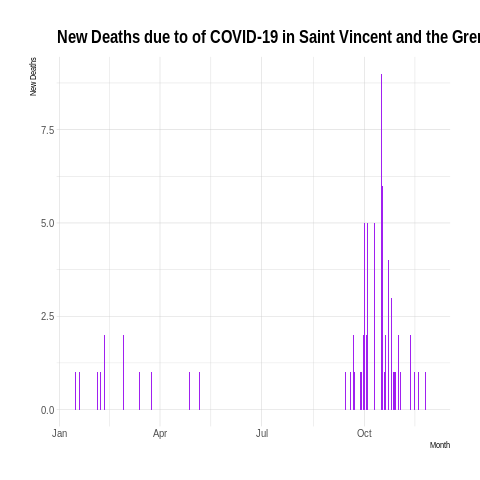 New Deaths due to of COVID-19 in Saint Vincent and the Gren
New Deaths
7.5
5.0
2.5
0.0
Jan Apr Jul Oct
Month